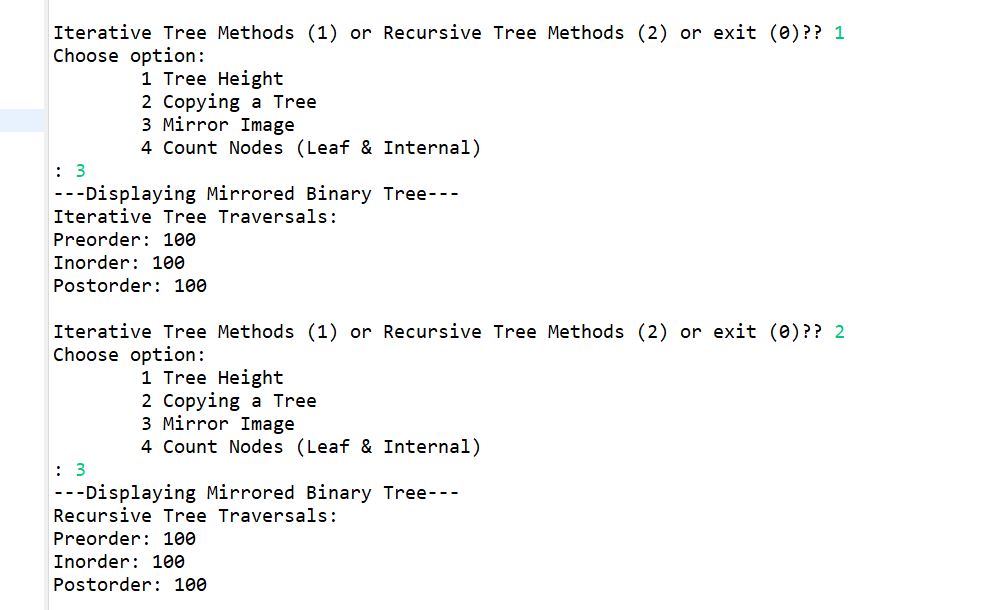 Iterative Tree Methods (1) or Recursive Tree Methods (2) or exit (0)?? 1
Choose option:
1 Tree Height
2 Copying a Tree
3 Mirror Image
4 Count Nodes (Leaf & Internal)
: 3
---Displaying Mirrored Binary Tree---
Iterative Tree Traversals:
Preorder: 100
Inorder: 100
Postorder: 100
Iterative Tree Methods (1) or Recursive Tree Methods (2) or exit (0)?? 2
Choose option:
1 Tree Height
2 Copying a Tree
3 Mirror Image
4 Count Nodes (Leaf & Internal)
: 3
---Displaying Mirrored Binary Tree---
Recursive Tree Traversals:
Preorder: 100
Inorder: 100
Postorder: 100